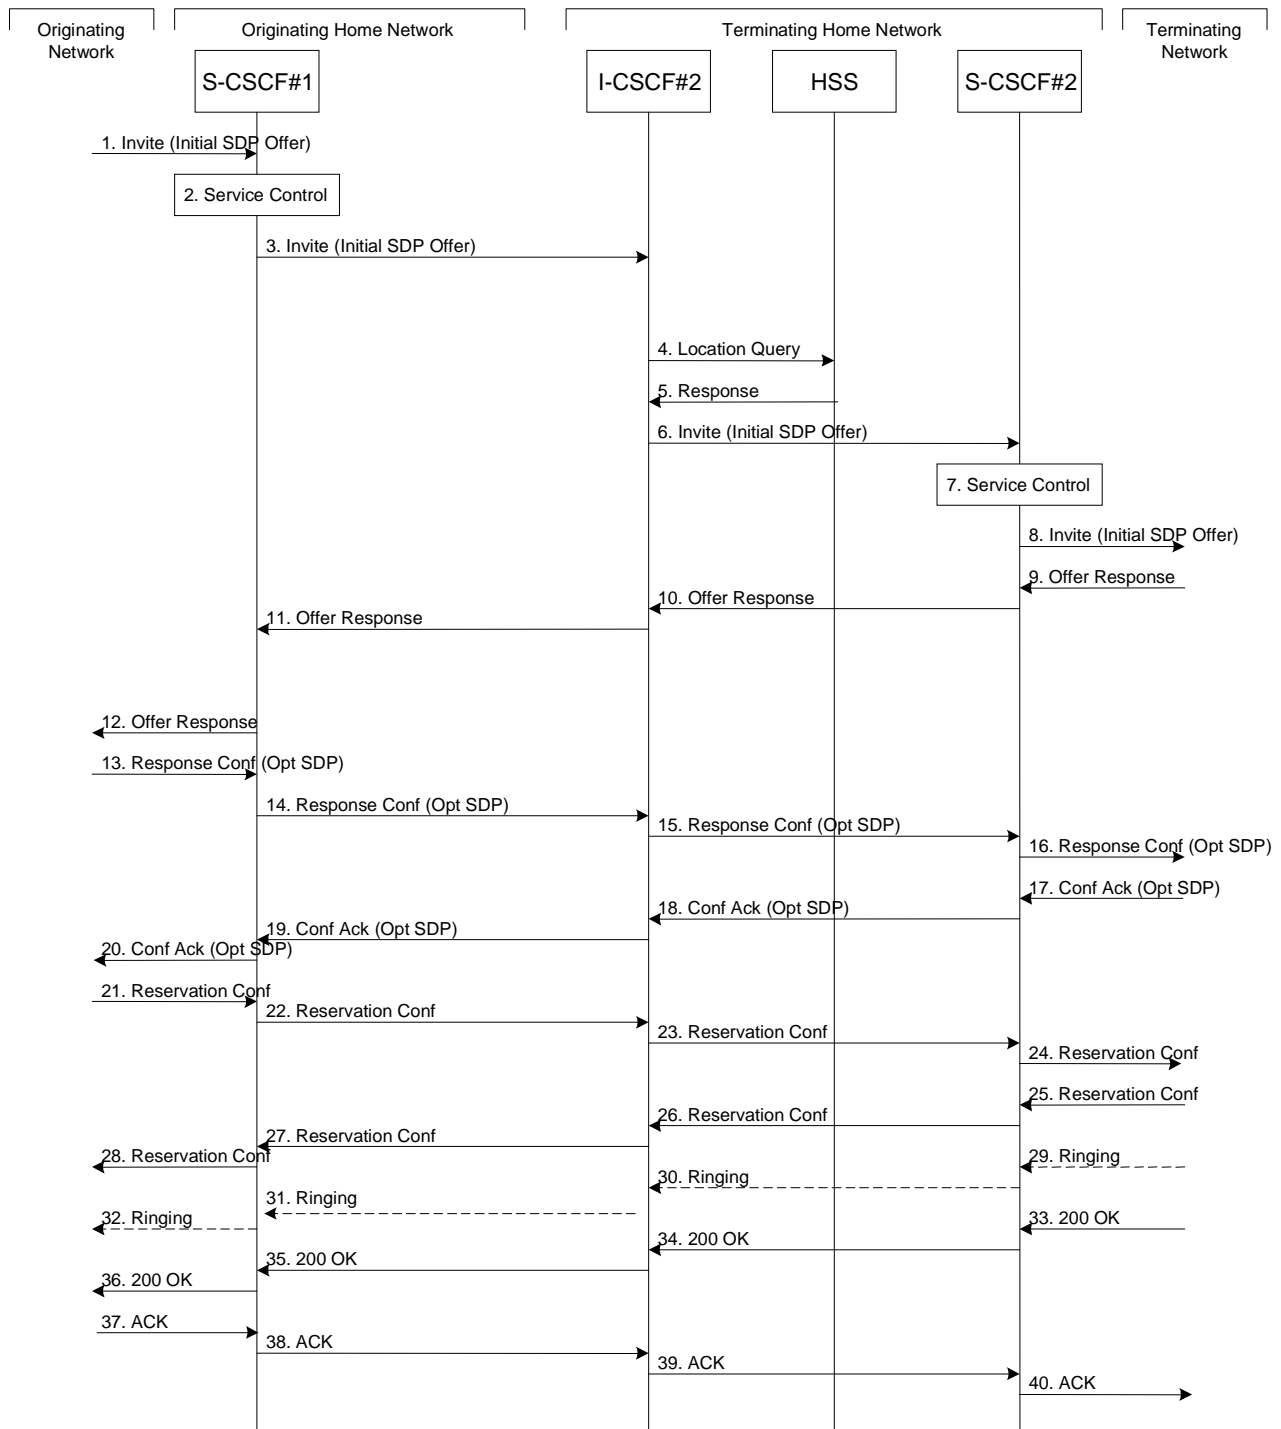 Originating
Network
Originating Home Network
Terminating Home Network
Terminating
Network
S-CSCF#1
I-CSCF#2
HSS
S-CSCF#2
1. Invite (Initial SDP Offer)
2. Service Control
3. Invite (Initial SDP Offer)
4. Location Query
5. Response
6. Invite (Initial SDP Offer)
7. Service Control
8. Invite (Initial SDP Offer)
9. Offer Response
10. Offer Response
11. Offer Response
12. Offer Response
13. Response Conf (Opt SDP)
14. Response Conf (Opt SDP)
15. Response Conf (Opt SDP)
16. Response Conf (Opt SDP)
17. Conf Ack (Opt SDP)
18. Conf Ack (Opt SDP)
19. Conf Ack (Opt SDP)
20. Conf Ack (Opt SDP)
21. Reservation Conf
22. Reservation Conf
23. Reservation Conf
24. Reservation Conf
25. Reservation Conf
26. Reservation Conf
27. Reservation Conf
28. Reservation Conf
29. Ringing
30. Ringing
31. Ringing
32. Ringing
33. 200 OK
34. 200 OK
35. 200 OK
36. 200 OK
37. ACK
38. ACK
39. ACK
40. ACK